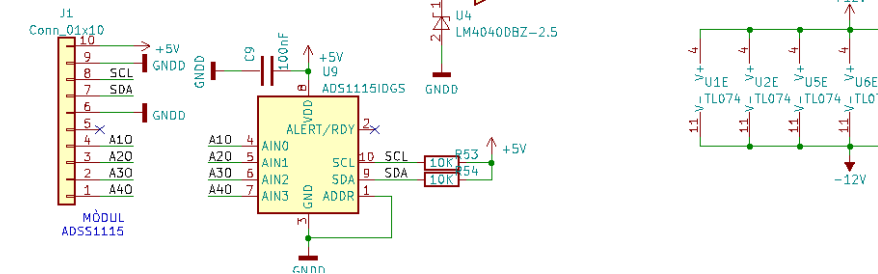 J1
Conn_01x10
10
+5V
9
GNDD
8
SCL
7
SDA
6
GNDD
5
4
A10
3
A20
2
A30
1
A40
MÒDUL
ADSS1115
GNDD
C9
100nF
+5V
U9
ADS1115IDGS
8
VDD
ALERT/RDY
2
A10
4
AIN0
A20
5
AIN1
A30
6
AIN2
A40
7
AIN3
SCL
10
SCL
SDA
9
SDA
ADDR
1
GND
3
GNDD
10K
R53
10K
R54
+5V
1
U4
2
LM4040DBZ-2.5
GNDD
4
V+
U1E
TL074
V-
11
4
V+
U2E
TL074
V-
11
4
V+
U5E
TL074
V-
11
4
V+
U6E
V-
11
-12V